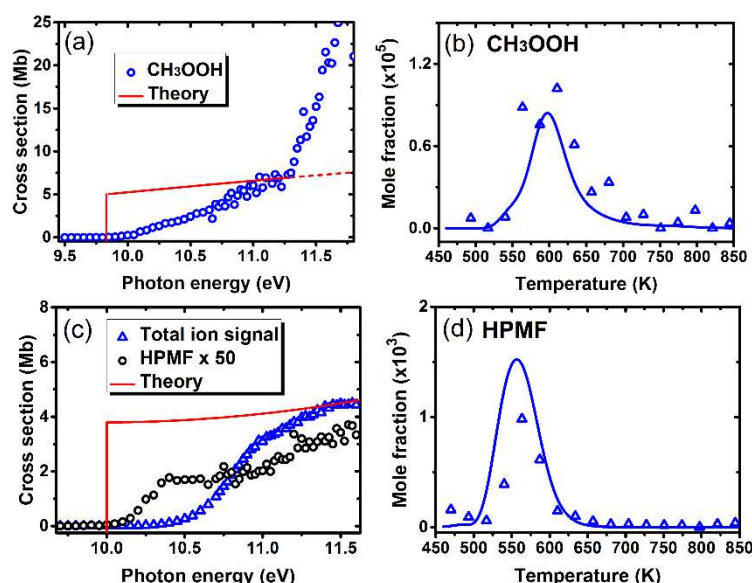 (a)
CH₃OOH
Theory
Cross section (Mb)
25
20
15
10
5
0
9.5 10.0 10.5 11.0 11.5
Photon energy (eV)
(b) CH₃OOH
Mole fraction (x10⁵)
1.2
0.6
0.0
450 500 550 600 650 700 750 800 850
Temperature (K)
(c)
Total ion signal
HPMF x 50
Theory
Cross section (Mb)
8
6
4
2
0
10.0 10.5 11.0 11.5
Photon energy (eV)
(d) HPMF
Mole fraction (x10³)
2
1
0
450 500 550 600 650 700 750 800 850
Temperature (K)